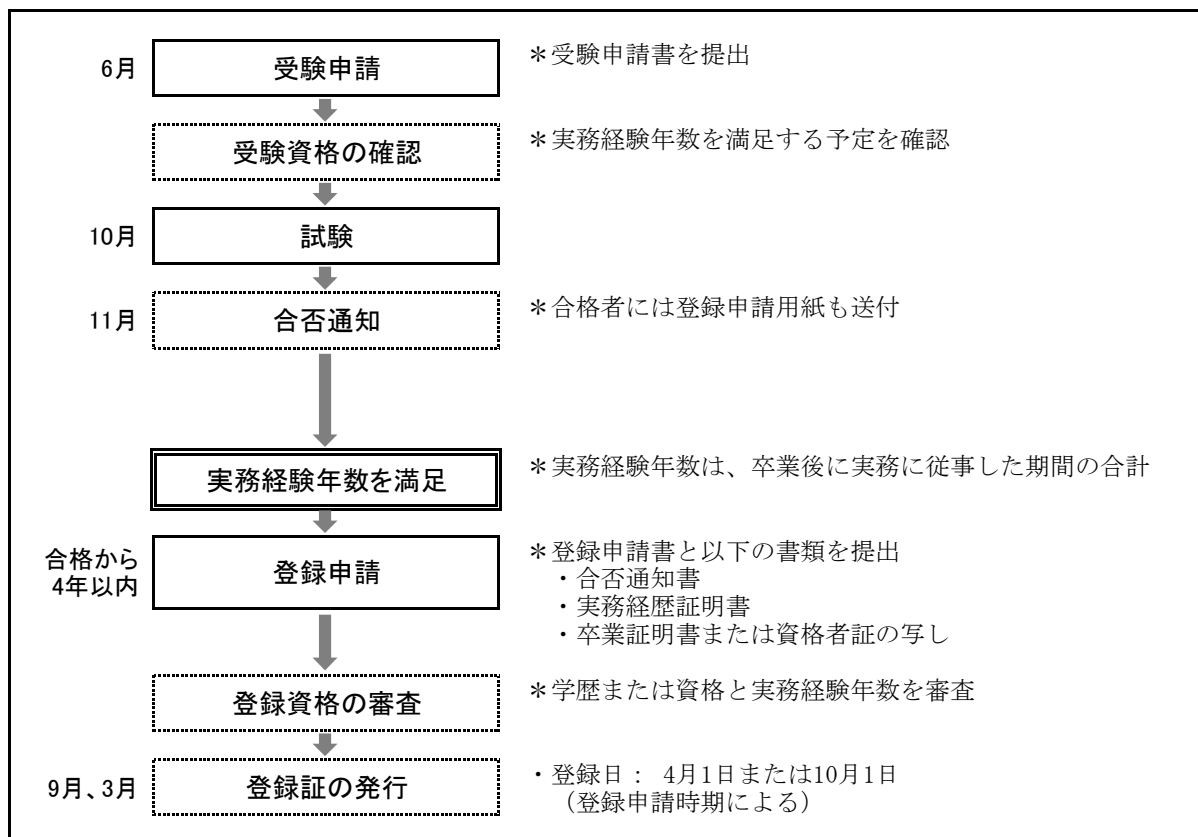 6月
受験申請
＊受験申請書を提出
受験資格の確認
＊実務経験年数を満足する予定を確認
10月
試験
11月
合否通知
＊合格者には登録申請用紙も送付
実務経験年数を満足
＊実務経験年数は、卒業後に実務に従事した期間の合計
合格から
4年以内
登録申請
＊登録申請書と以下の書類を提出
・合否通知書
・実務経歴証明書
・卒業証明書または資格者証の写し
登録資格の審査
＊学歴または資格と実務経験年数を審査
9月、3月
登録証の発行
・登録日： 4月1日または10月1日
（登録申請時期による）